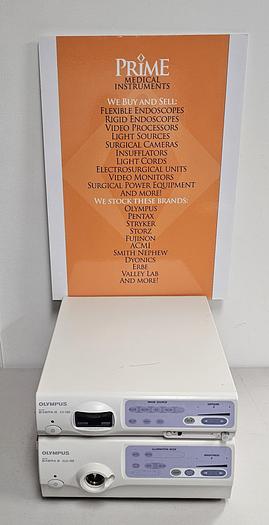 PRIME
MEDICAL
INSTRUMENTS
WE BUY AND SELL:
FLEXIBLE ENDOSCOPES
RIGID ENDOSCOPES
VIDEO PROCESSORS
LIGHT SOURCES
SURGICAL CAMERAS
INSUFFLATORS
LIGHT CORDS
ELECTROSURGICAL UNITS
VIDEO MONITORS
SURGICAL POWER EQUIPMENT
AND MORE!
WE STOCK THESE BRANDS:
OLYMPUS
PENTAX
STRYKER
STORZ
FUJINON
ACMI
SMITH NEPHEW
DYONICS
ERBE
VALLEY LAB
AND MORE!
OLYMPUS
OLYMPUS